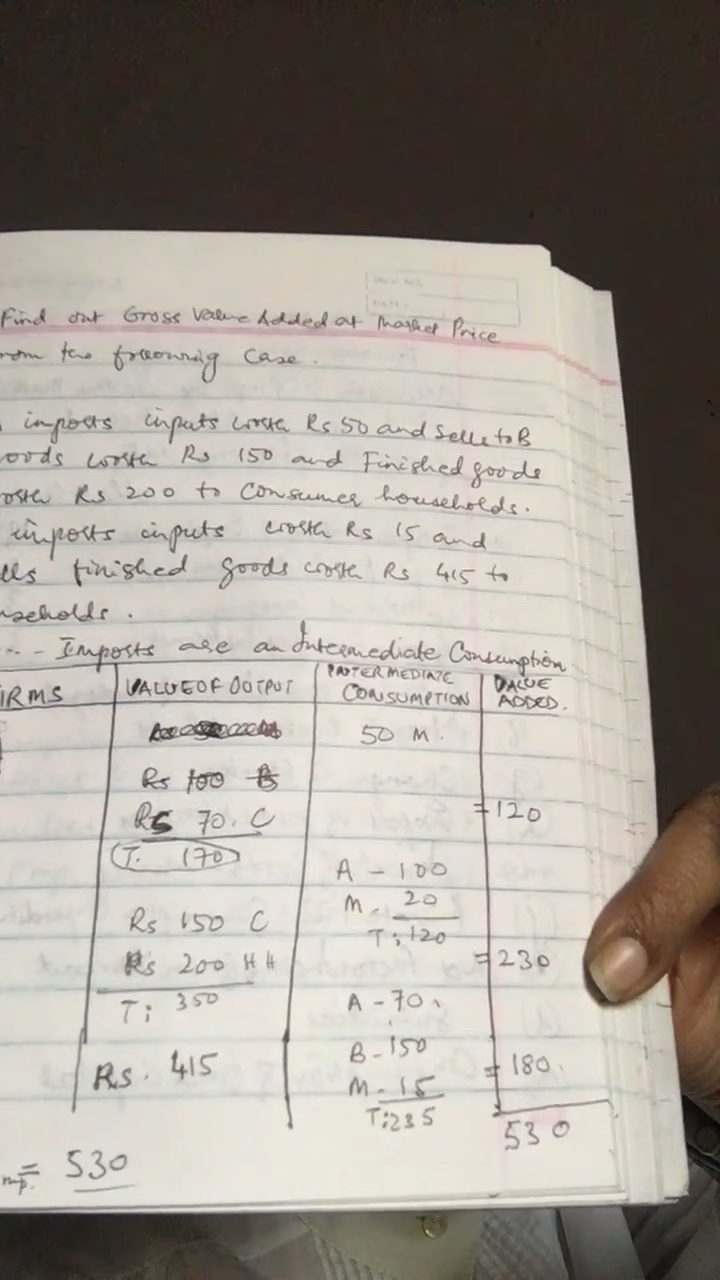 Find out Gross Value Added at Market Price
rom the following Case.
imports inputs worth Rs 50 and Sells to B
oods worth Rs 150 and Finished goods
orth Rs 200 to Consumer households.
imports inputs worth Rs 15 and
lls finished goods worth Rs 415 to
useholds.
... - Imports are an Intermediate Consumption
IRMS VALUE OF OUTPUT INTERMEDIATE CONSUMPTION VALUE ADDED.
50 M.
Rs 100 B
Rs 70. C
= 120
T. 170
A - 100
M - 20
Rs 150 C
T: 120
Rs 200 HH
= 230
T: 350
A - 70
B - 150
Rs. 415
= 180.
M - 15
T: 235
530
mp. = 530